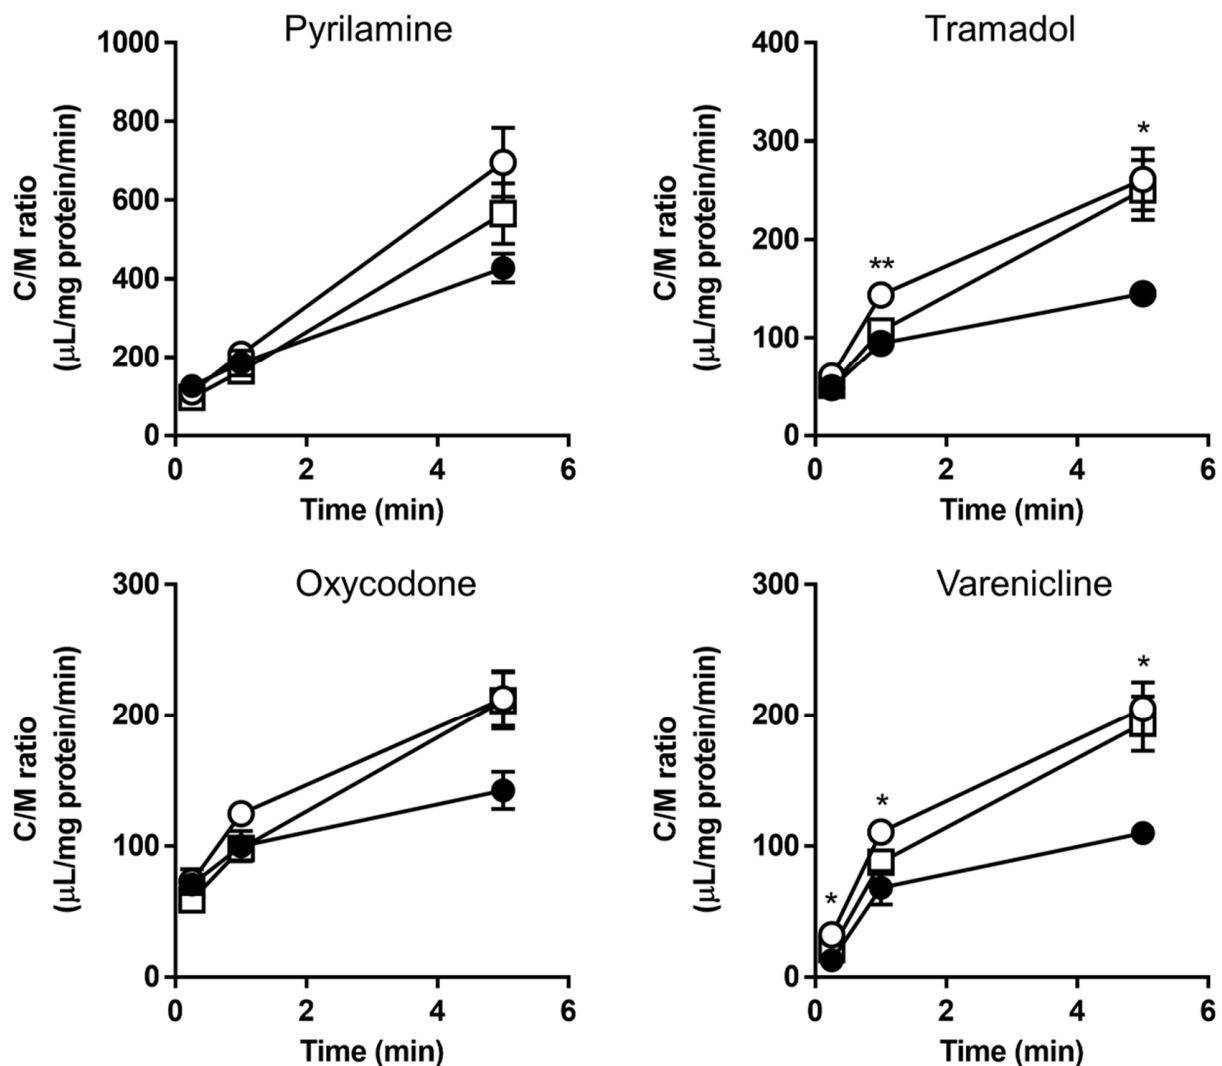 Pyrilamine
1000
800
600
400
200
0
C/M ratio
(μL/mg protein/min)
0 2 4 6
Time (min)
Tramadol
400
300
200
100
0
C/M ratio
(μL/mg protein/min)
**
*
0 2 4 6
Time (min)
Oxycodone
300
200
100
0
C/M ratio
(μL/mg protein/min)
0 2 4 6
Time (min)
Varenicline
300
200
100
0
C/M ratio
(μL/mg protein/min)
*
*
*
0 2 4 6
Time (min)